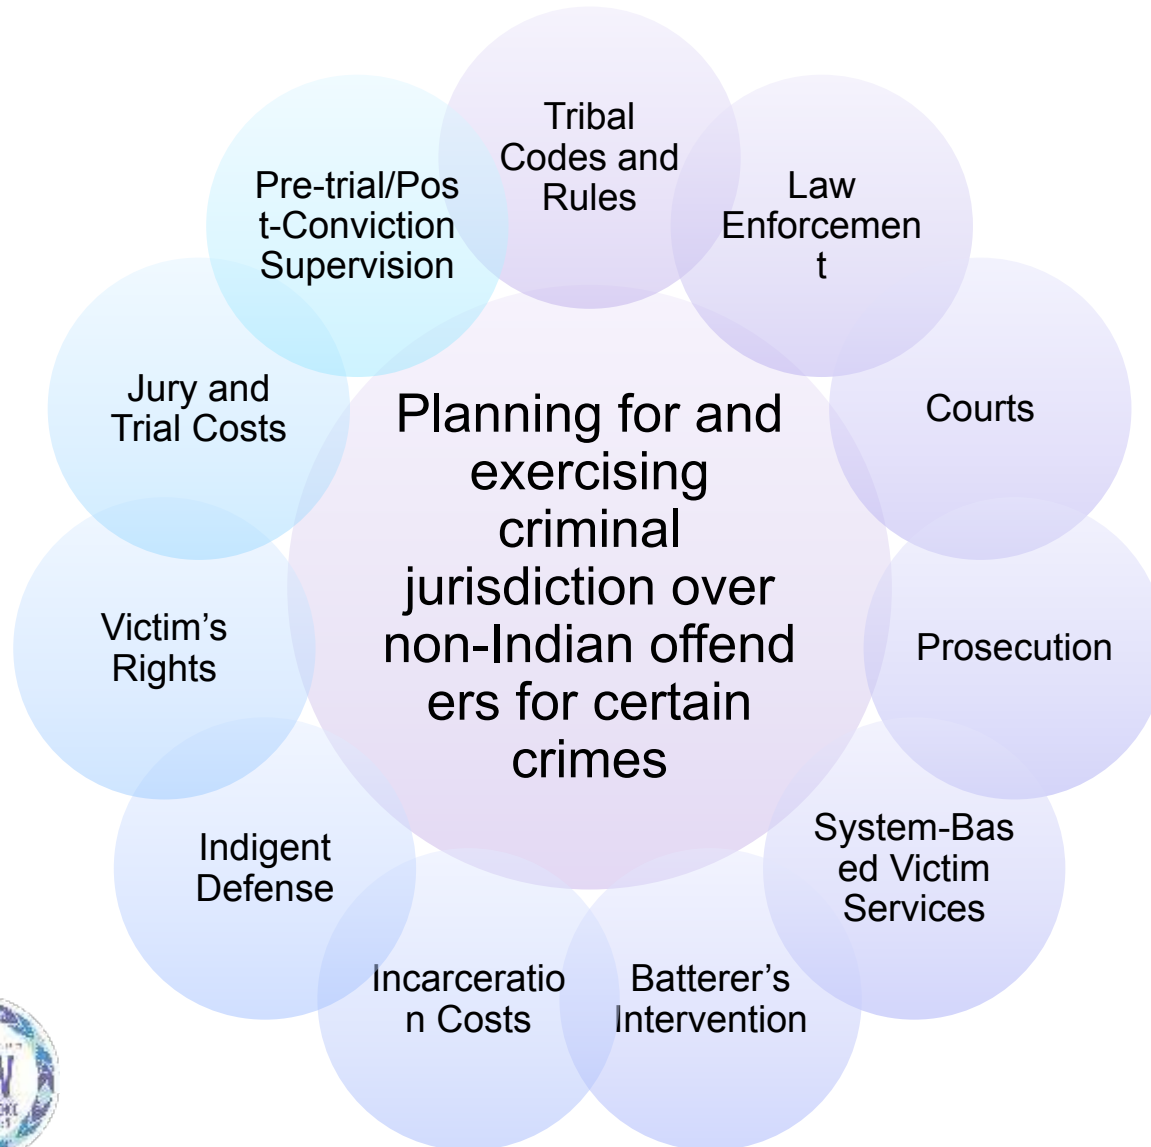 Tribal
Codes and
Rules
Law
Enforcemen
t
Courts
Prosecution
System-Bas
ed Victim
Services
Batterer’s
Intervention
Incarceratio
n Costs
Indigent
Defense
Victim’s
Rights
Jury and
Trial Costs
Pre-trial/Pos
t-Conviction
Supervision
Planning for and
exercising
criminal
jurisdiction over
non-Indian offend
ers for certain
crimes